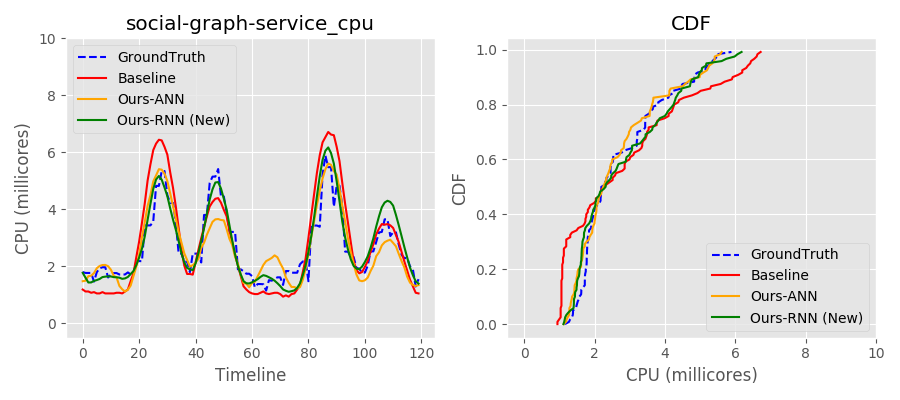 social-graph-service_cpu
CPU (millicores)
10
8
6
4
2
0
GroundTruth
Baseline
Ours-ANN
Ours-RNN (New)
0 20 40 60 80 100 120
Timeline
CDF
CDF
1.0
0.8
0.6
0.4
0.2
0.0
GroundTruth
Baseline
Ours-ANN
Ours-RNN (New)
0 2 4 6 8 10
CPU (millicores)